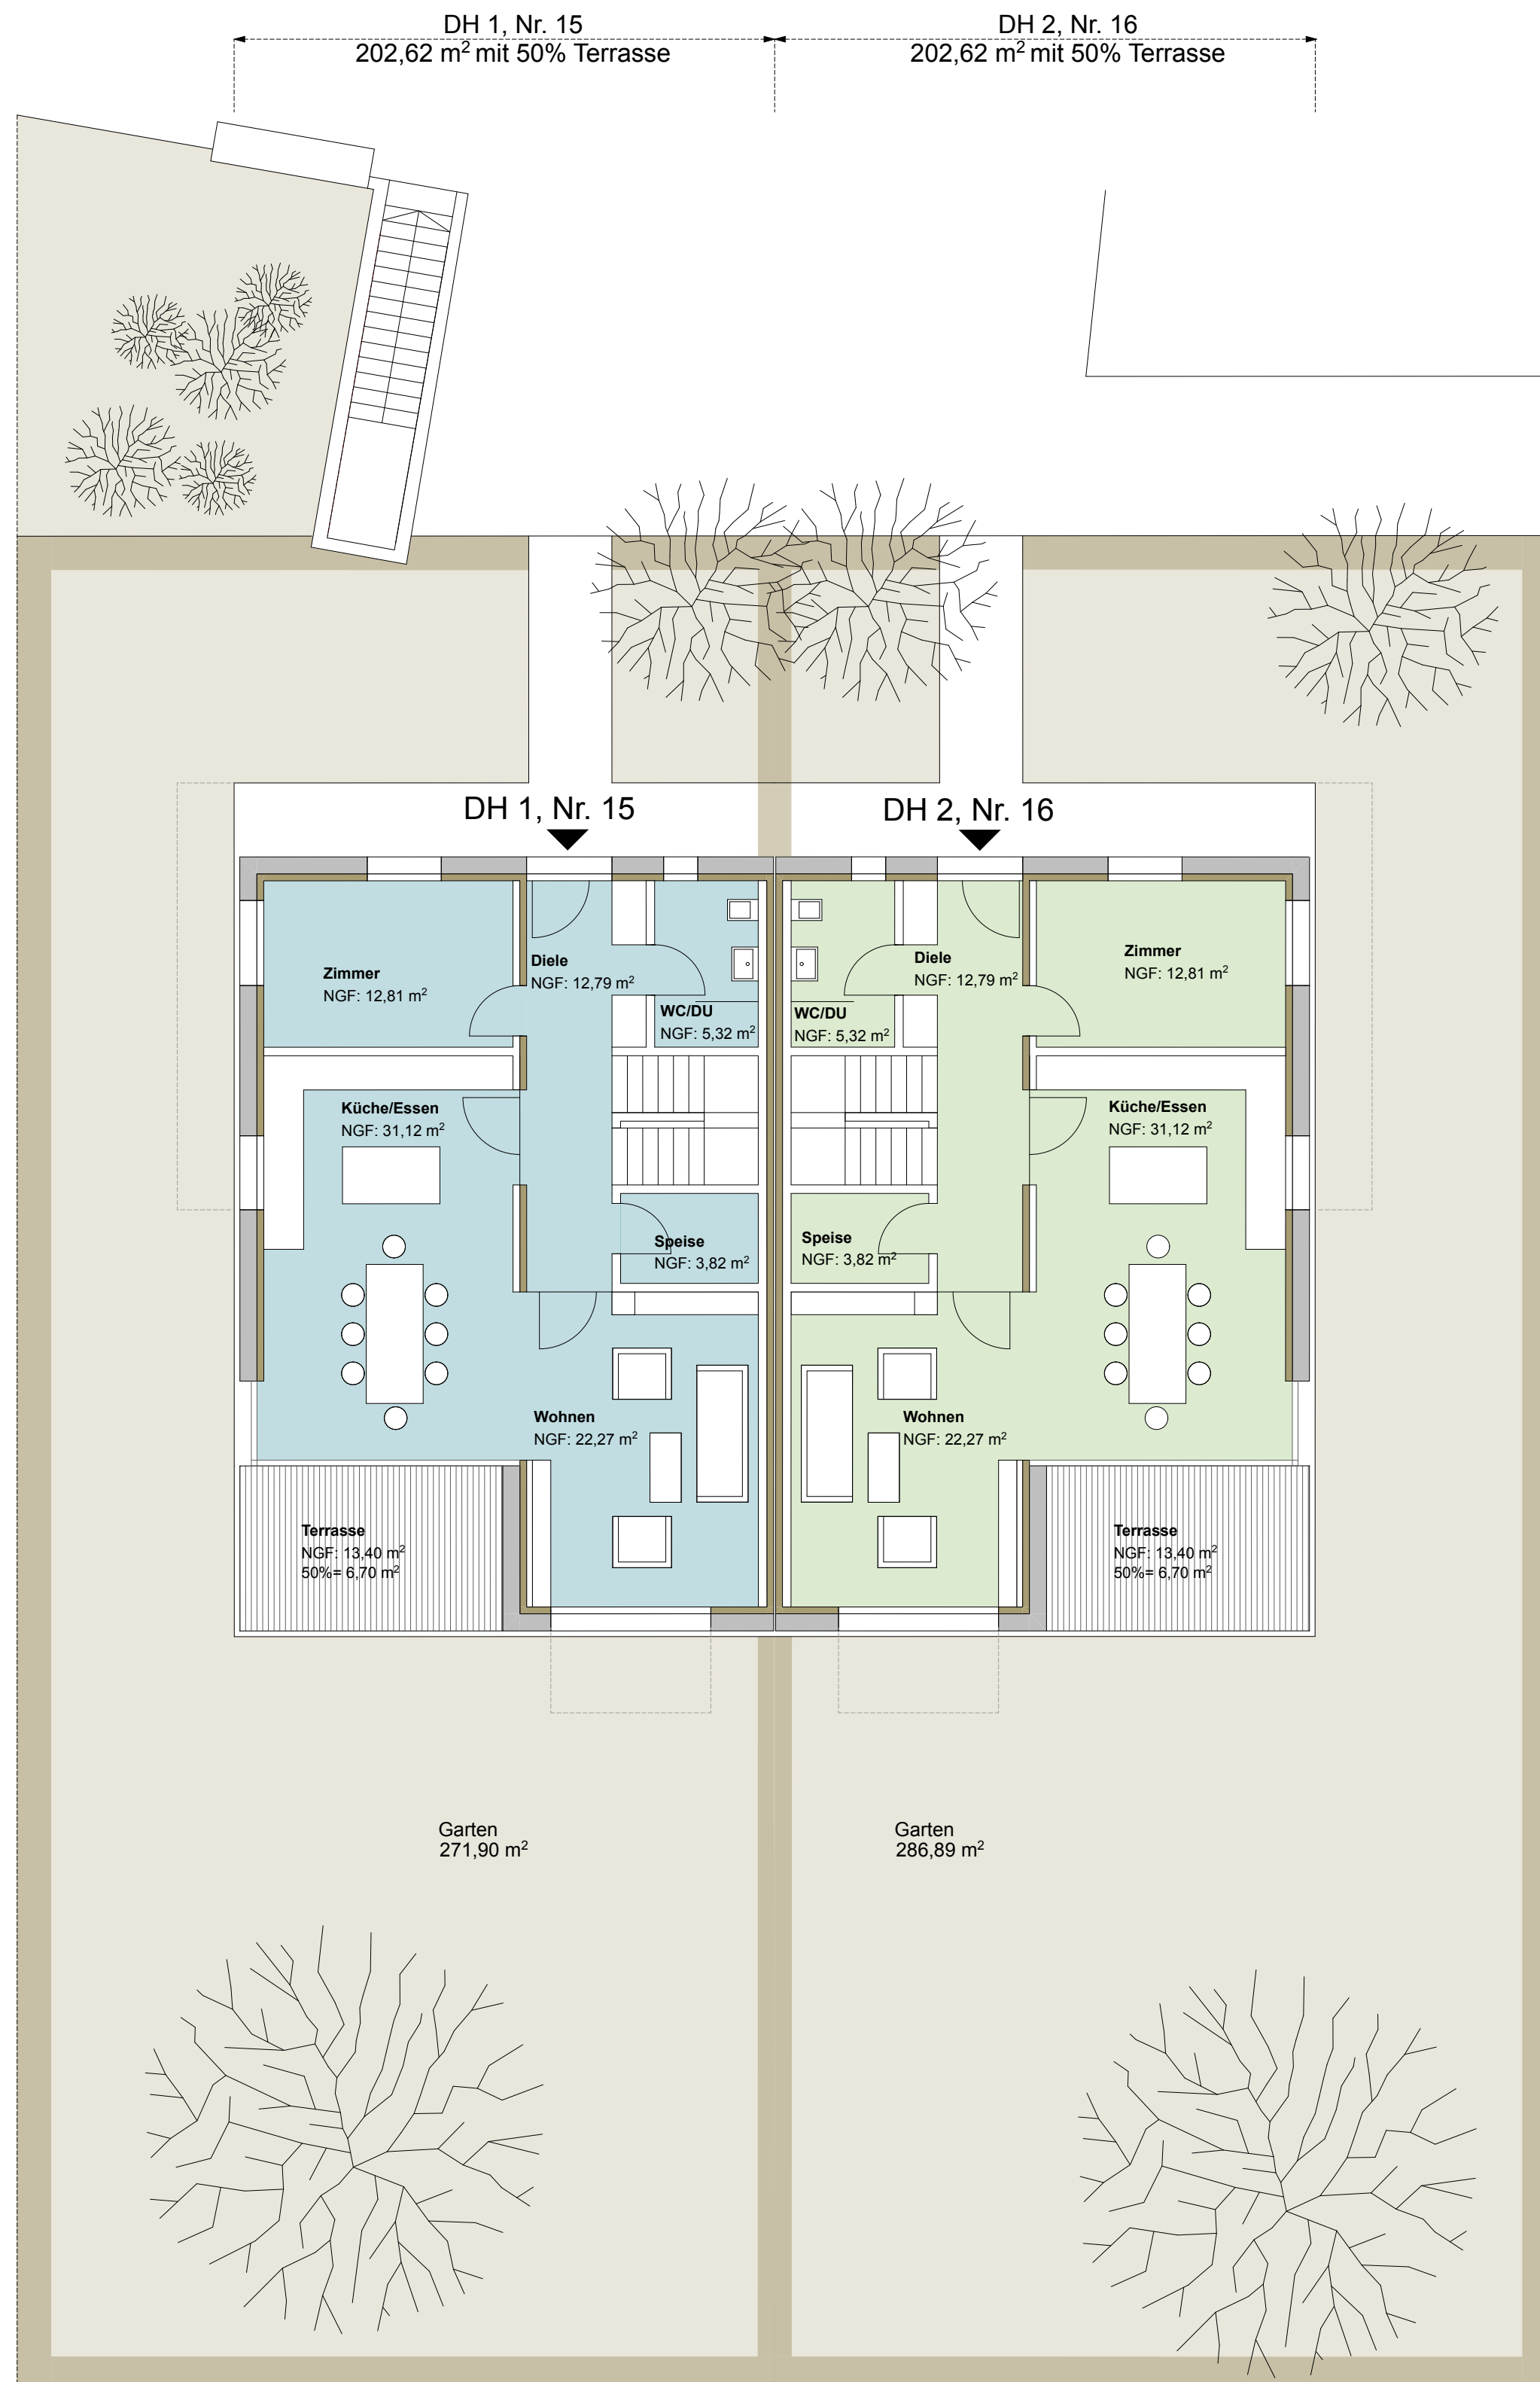 DH 1, Nr. 15
202,62 m² mit 50% Terrasse
DH 2, Nr. 16
202,62 m² mit 50% Terrasse
DH 1, Nr. 15
DH 2, Nr. 16
Zimmer
NGF: 12,81 m²
Diele
NGF: 12,79 m²
WC/DU
NGF: 5,32 m²
WC/DU
NGF: 5,32 m²
Diele
NGF: 12,79 m²
Zimmer
NGF: 12,81 m²
Küche/Essen
NGF: 31,12 m²
Küche/Essen
NGF: 31,12 m²
Speise
NGF: 3,82 m²
Speise
NGF: 3,82 m²
Wohnen
NGF: 22,27 m²
Wohnen
NGF: 22,27 m²
Terrasse
NGF: 13,40 m²
50%= 6,70 m²
Terrasse
NGF: 13,40 m²
50%= 6,70 m²
Garten
271,90 m²
Garten
286,89 m²